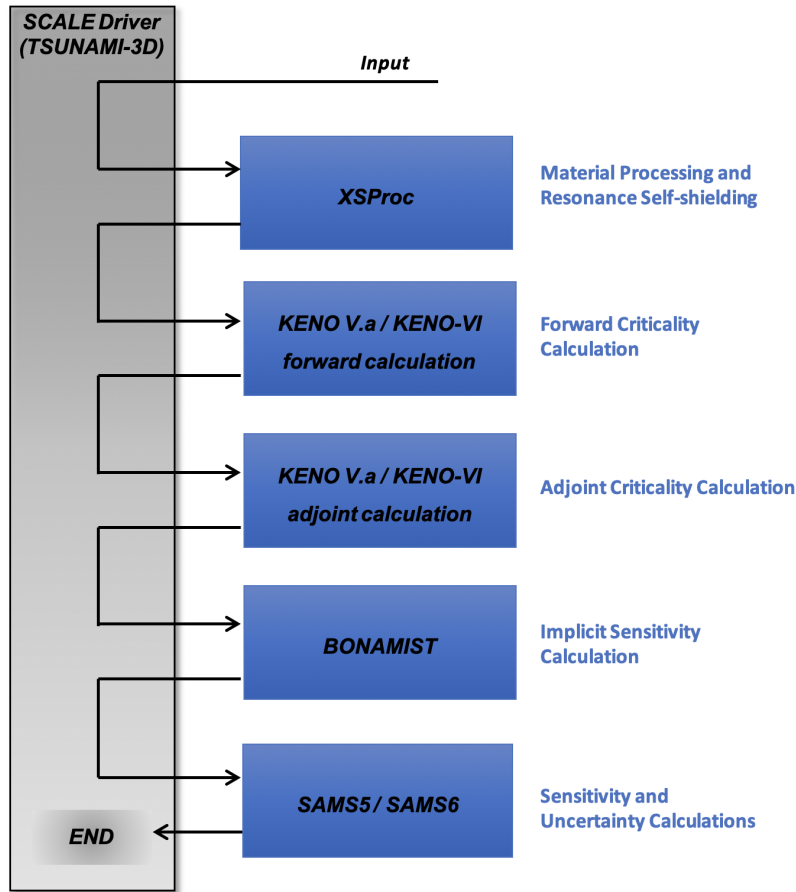 SCALE Driver
(TSUNAMI-3D)
Input
XSProc
Material Processing and
Resonance Self-shielding
KENO V.a / KENO-VI
forward calculation
Forward Criticality
Calculation
KENO V.a / KENO-VI
adjoint calculation
Adjoint Criticality Calculation
BONAMIST
Implicit Sensitivity
Calculation
SAMS5 / SAMS6
Sensitivity and
Uncertainty Calculations
END